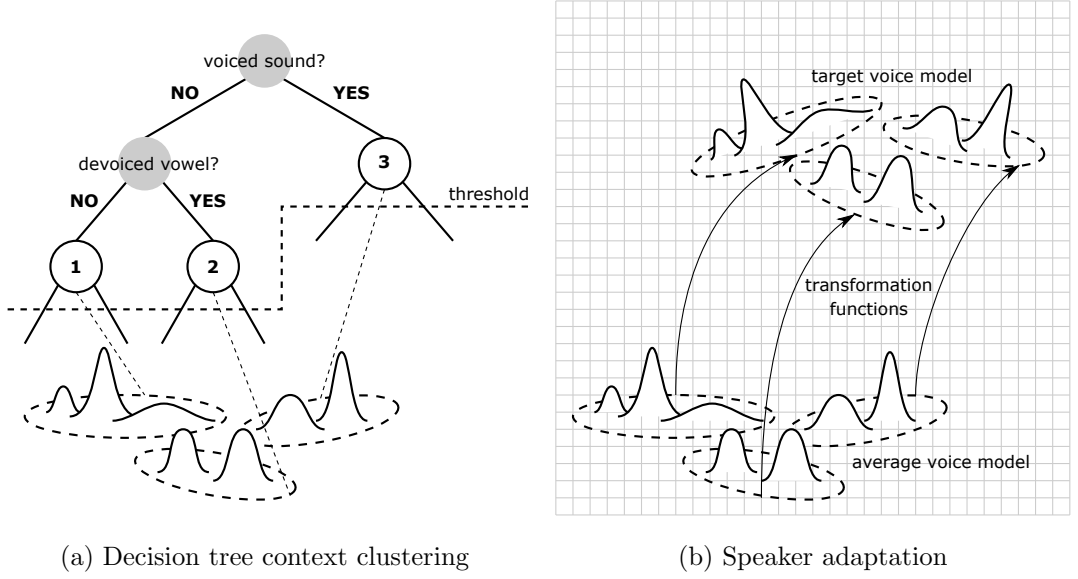 voiced sound?
NO
YES
devoiced vowel?
3
NO
YES
threshold
1
2
(a) Decision tree context clustering
target voice model
transformation
functions
average voice model
(b) Speaker adaptation